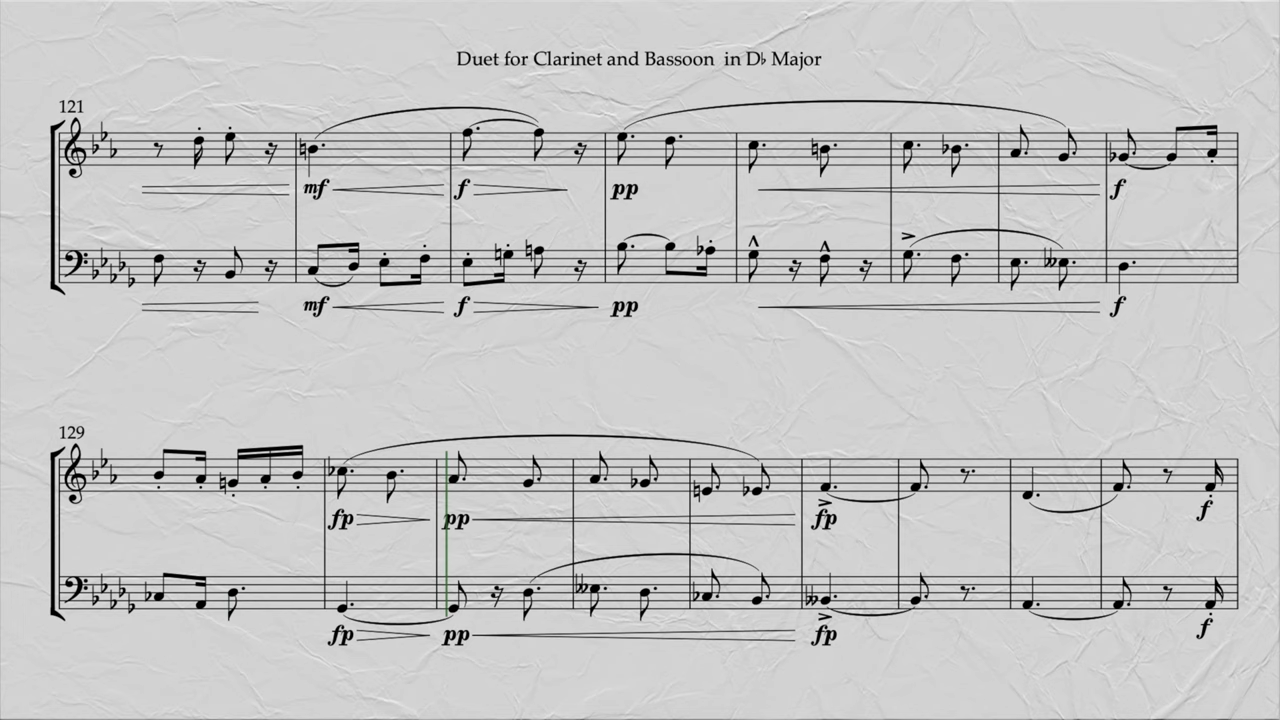 Duet for Clarinet and Bassoon in D♭ Major
121
mf f pp f
mf f pp f
129
fp pp fp f
fp pp fp f